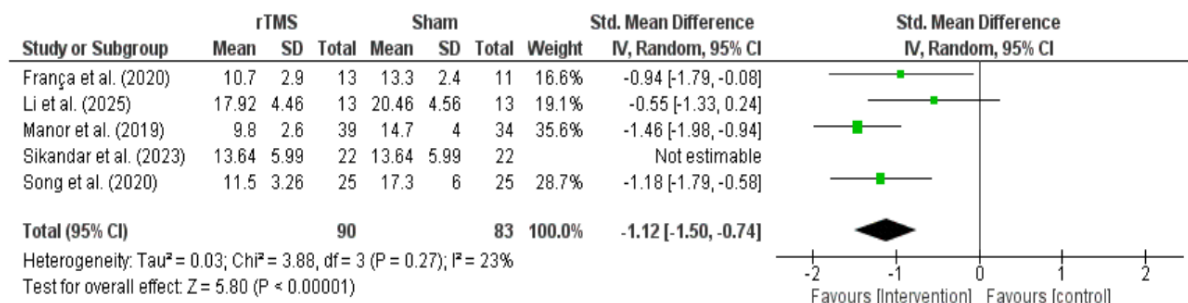 rTMS Sham Std. Mean Difference Std. Mean Difference
Study or Subgroup Mean SD Total Mean SD Total Weight IV, Random, 95% CI IV, Random, 95% CI
França et al. (2020) 10.7 2.9 13 13.3 2.4 11 16.6% -0.94 [-1.79, -0.08]
Li et al. (2025) 17.92 4.46 13 20.46 4.56 13 19.1% -0.55 [-1.33, 0.24]
Manor et al. (2019) 9.8 2.6 39 14.7 4 34 35.6% -1.46 [-1.98, -0.94]
Sikandar et al. (2023) 13.64 5.99 22 13.64 5.99 22 Not estimable
Song et al. (2020) 11.5 3.26 25 17.3 6 25 28.7% -1.18 [-1.79, -0.58]
Total (95% CI) 90 83 100.0% -1.12 [-1.50, -0.74]
Heterogeneity: Tau² = 0.03; Chi² = 3.88, df = 3 (P = 0.27); I² = 23%
Test for overall effect: Z = 5.80 (P < 0.00001)
-2 -1 0 1 2
Favours [Intervention] Favours [control]